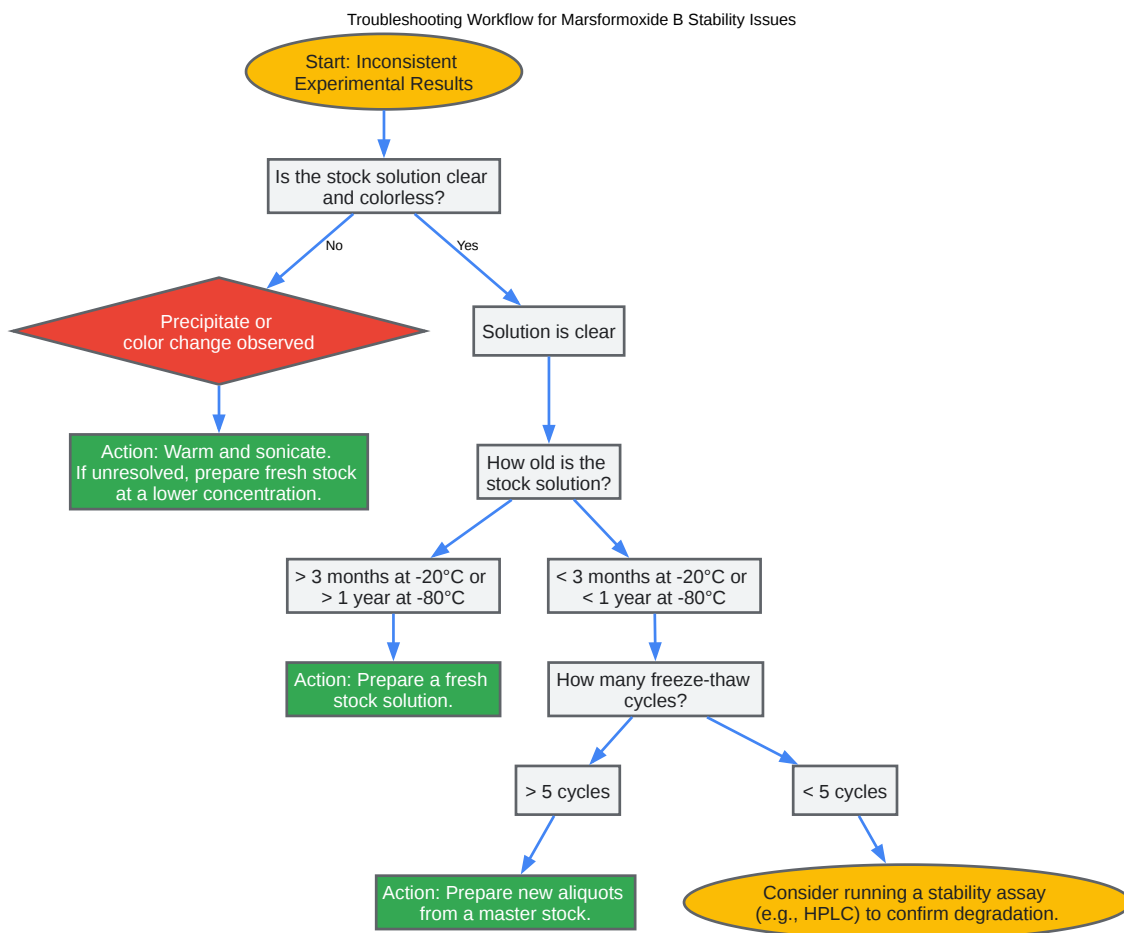 Troubleshooting Workflow for Marsformoxide B Stability Issues
Start: Inconsistent
Experimental Results
Is the stock solution clear
and colorless?
No
Yes
Precipitate or
color change observed
Solution is clear
Action: Warm and sonicate.
If unresolved, prepare fresh stock
at a lower concentration.
How old is the
stock solution?
> 3 months at -20°C or
> 1 year at -80°C
< 3 months at -20°C or
< 1 year at -80°C
Action: Prepare a fresh
stock solution.
How many freeze-thaw
cycles?
> 5 cycles
< 5 cycles
Action: Prepare new aliquots
from a master stock.
Consider running a stability assay
(e.g., HPLC) to confirm degradation.